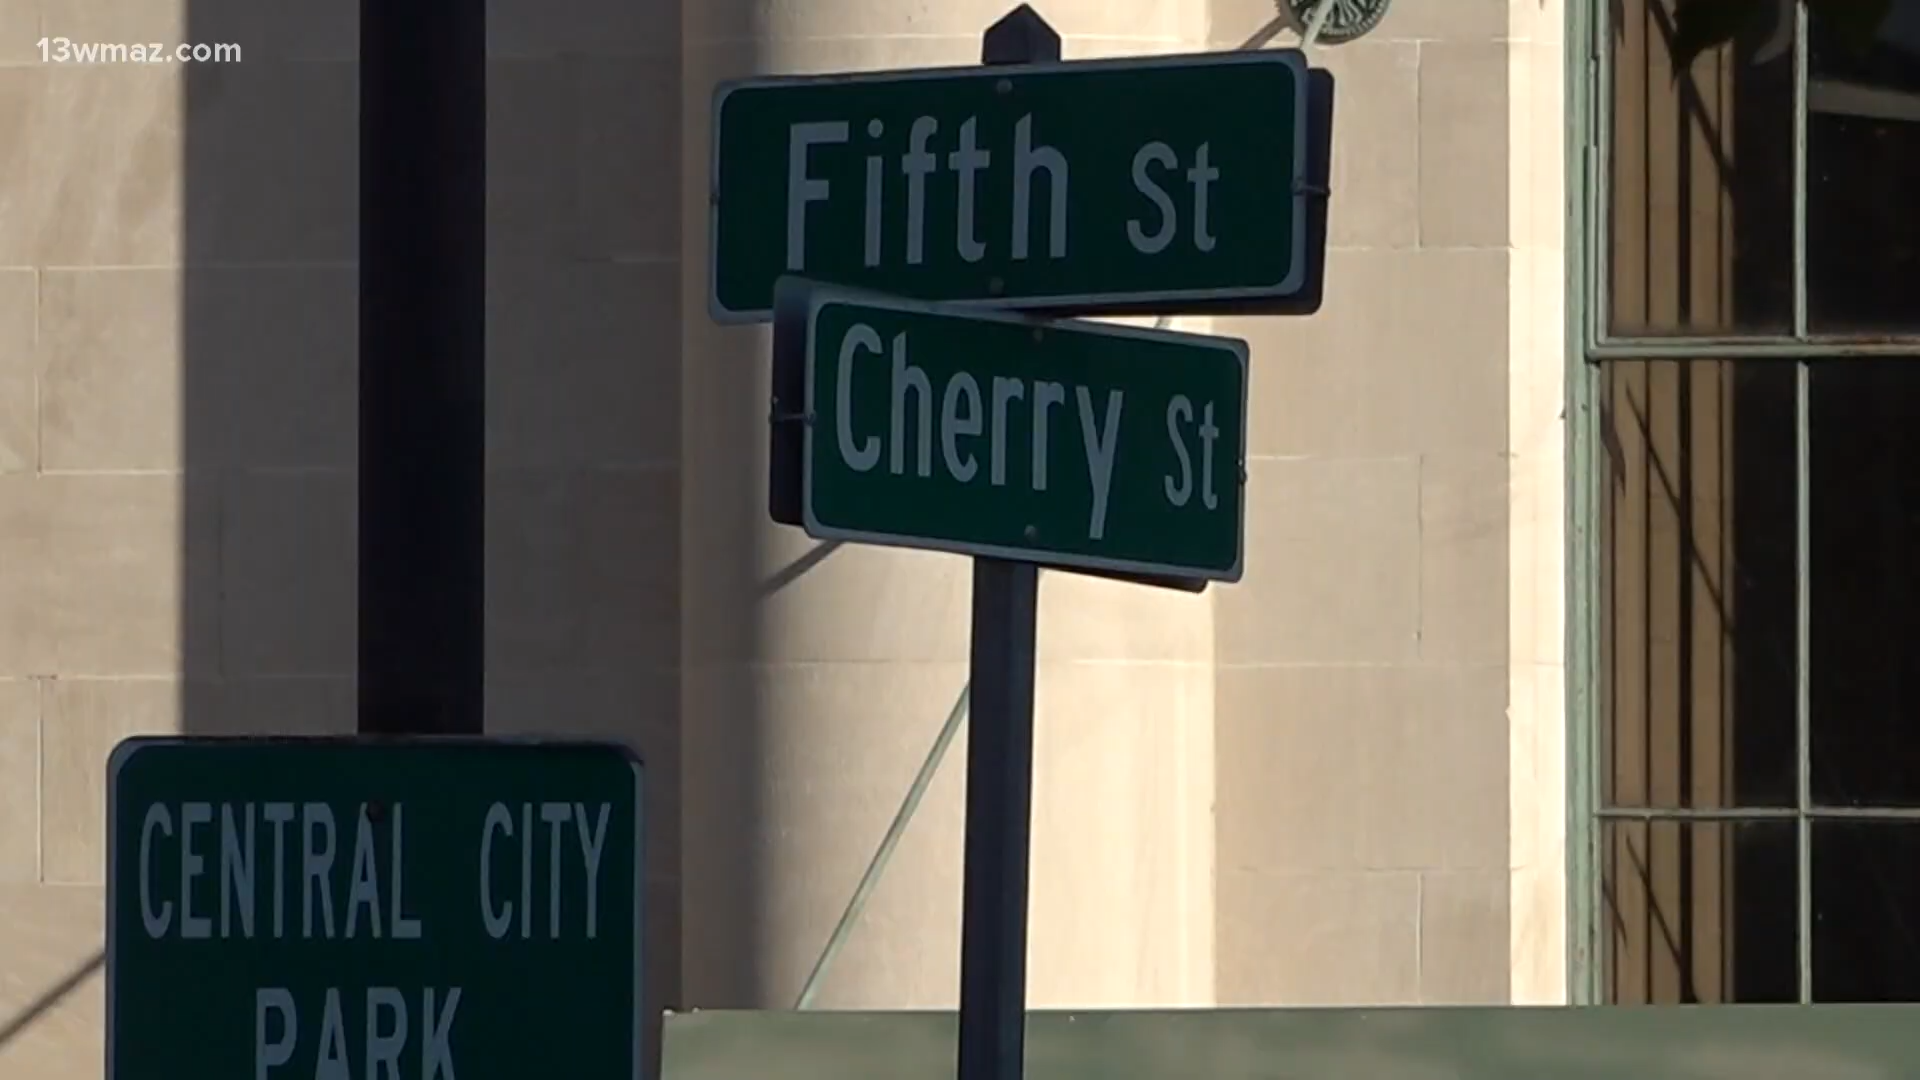 13wmaz.com
Fifth St
Cherry St
CENTRAL CITY
PARK